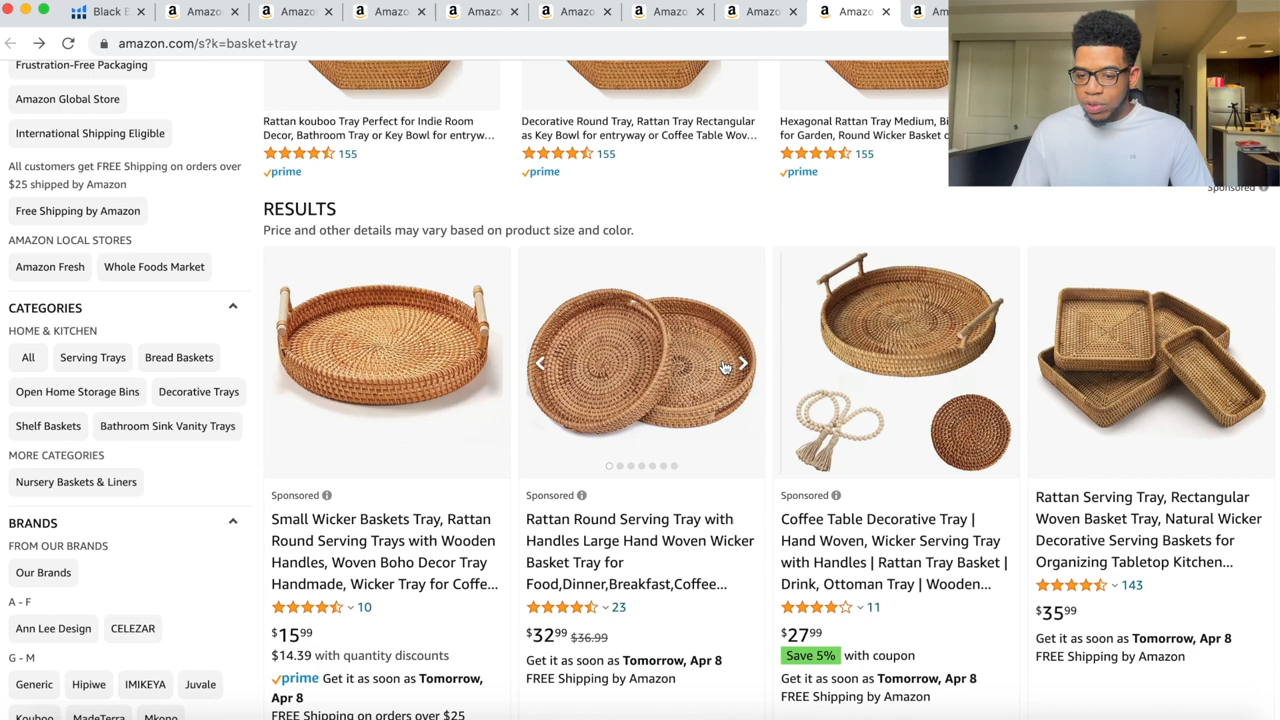 Black B
Amazo
Amazon
Amazo
Amazo
Amazo
Amazo
Amazo
Amazo
Am
amazon.com/s?k=basket+tray
Frustration-Free Packaging
Amazon Global Store
International Shipping Eligible
All customers get FREE Shipping on orders over
$25 shipped by Amazon
Free Shipping by Amazon
AMAZON LOCAL STORES
Amazon Fresh
Whole Foods Market
CATEGORIES
HOME & KITCHEN
All
Serving Trays
Bread Baskets
Open Home Storage Bins
Decorative Trays
Shelf Baskets
Bathroom Sink Vanity Trays
MORE CATEGORIES
Nursery Baskets & Liners
BRANDS
FROM OUR BRANDS
Our Brands
A - F
Ann Lee Design
CELEZAR
G - M
Generic
Hipiwe
IMIKEYA
Juvale
Kouboo
MadeTerra
Mkono
Rattan kouboo Tray Perfect for Indie Room
Decor, Bathroom Tray or Key Bowl for entryw...
155
prime
Decorative Round Tray, Rattan Tray Rectangular
as Key Bowl for entryway or Coffee Table Wov...
155
prime
Hexagonal Rattan Tray Medium, Bi
for Garden, Round Wicker Basket o
155
prime
Sponsored
RESULTS
Price and other details may vary based on product size and color.
Sponsored
Small Wicker Baskets Tray, Rattan
Round Serving Trays with Wooden
Handles, Woven Boho Decor Tray
Handmade, Wicker Tray for Coffe...
10
$1599
$14.39 with quantity discounts
prime Get it as soon as Tomorrow,
Apr 8
FREE Shipping on orders over $25
Sponsored
Rattan Round Serving Tray with
Handles Large Hand Woven Wicker
Basket Tray for
Food,Dinner,Breakfast,Coffee...
23
$3299 $36.99
Get it as soon as Tomorrow, Apr 8
FREE Shipping by Amazon
Sponsored
Coffee Table Decorative Tray |
Hand Woven, Wicker Serving Tray
with Handles | Rattan Tray Basket |
Drink, Ottoman Tray | Wooden...
11
$2799
Save 5% with coupon
Get it as soon as Tomorrow, Apr 8
FREE Shipping by Amazon
Rattan Serving Tray, Rectangular
Woven Basket Tray, Natural Wicker
Decorative Serving Baskets for
Organizing Tabletop Kitchen...
143
$3599
Get it as soon as Tomorrow, Apr 8
FREE Shipping by Amazon